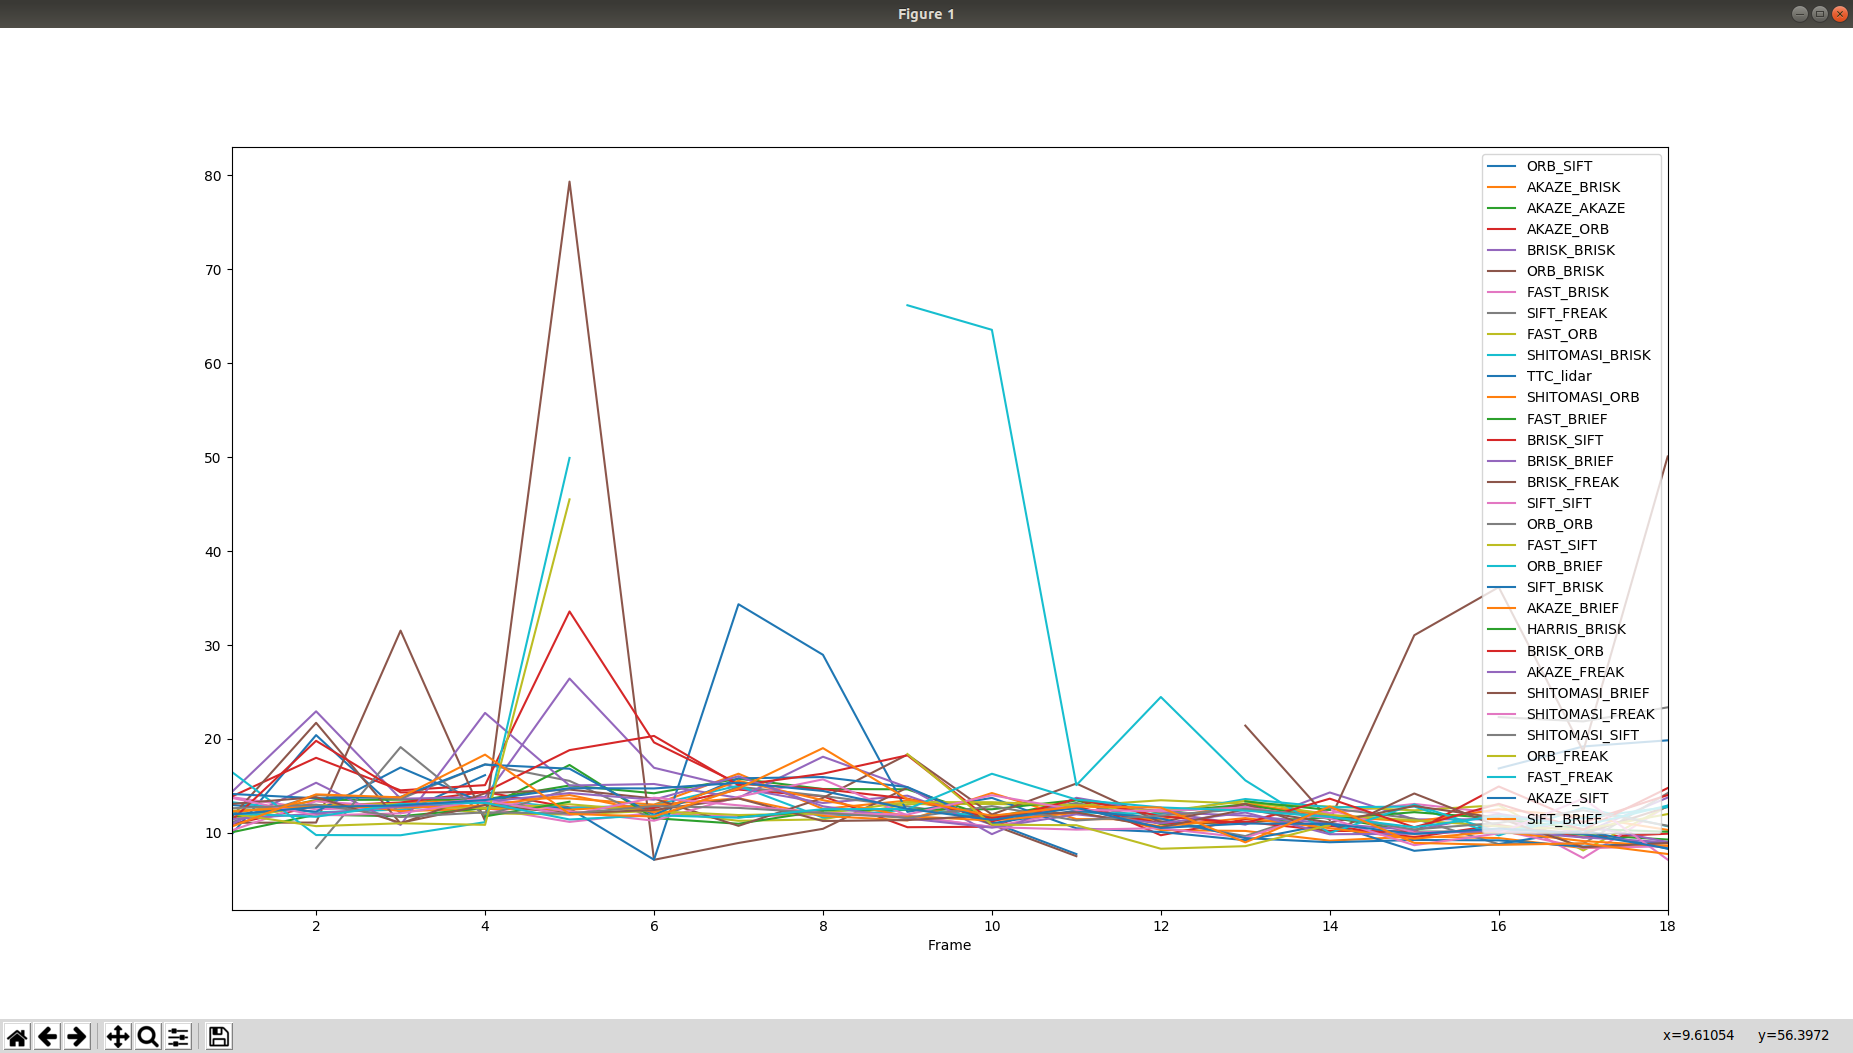 Figure 1
80
70
60
50
40
30
20
10
2 4 6 8 10 12 14 16 18
Frame
ORB_SIFT
AKAZE_BRISK
AKAZE_AKAZE
AKAZE_ORB
BRISK_BRISK
ORB_BRISK
FAST_BRISK
SIFT_FREAK
FAST_ORB
SHITOMASI_BRISK
TTC_lidar
SHITOMASI_ORB
FAST_BRIEF
BRISK_SIFT
BRISK_BRIEF
BRISK_FREAK
SIFT_SIFT
ORB_ORB
FAST_SIFT
ORB_BRIEF
SIFT_BRISK
AKAZE_BRIEF
HARRIS_BRISK
BRISK_ORB
AKAZE_FREAK
SHITOMASI_BRIEF
SHITOMASI_FREAK
SHITOMASI_SIFT
ORB_FREAK
FAST_FREAK
AKAZE_SIFT
SIFT_BRIEF
x=9.61054 y=56.3972